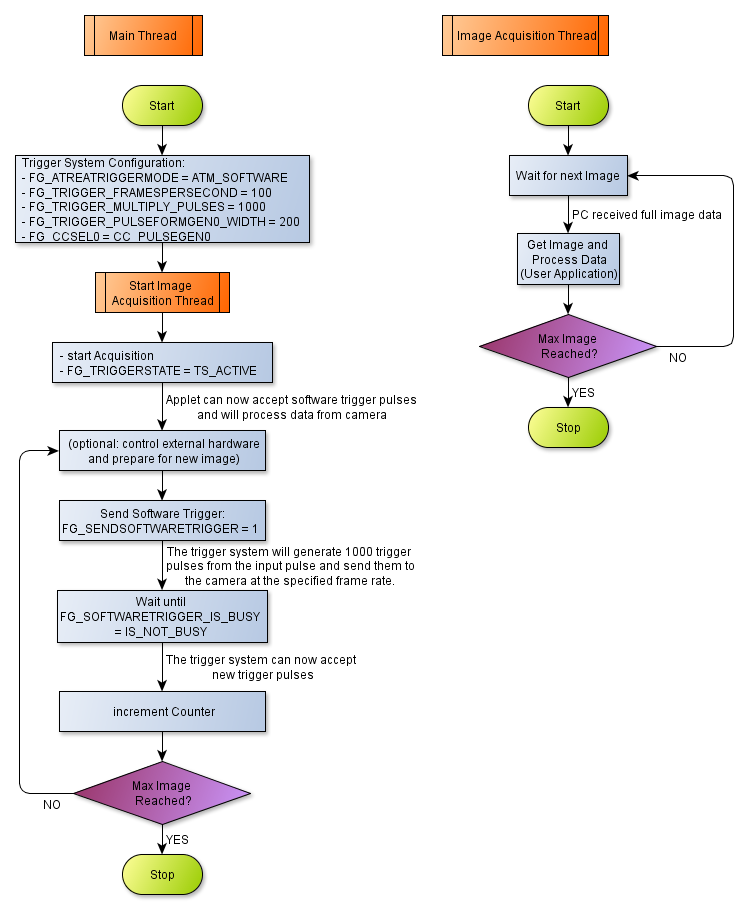 Main Thread
Start
Trigger System Configuration:
- FG_ATREATRIGGERMODE = ATM_SOFTWARE
- FG_TRIGGER_FRAMESPERSECOND = 100
- FG_TRIGGER_MULTIPLY_PULSES = 1000
- FG_TRIGGER_PULSEFORMGEN0_WIDTH = 200
- FG_CCSEL0 = CC_PULSEGEN0
Start Image
Acquisition Thread
- start Acquisition
- FG_TRIGGERSTATE = TS_ACTIVE
Applet can now accept software trigger pulses
and will process data from camera
(optional: control external hardware
and prepare for new image)
Send Software Trigger:
FG_SENDSOFTWARETRIGGER = 1
The trigger system will generate 1000 trigger
pulses from the input pulse and send them to
the camera at the specified frame rate.
Wait until
FG_SOFTWARETRIGGER_IS_BUSY
= IS_NOT_BUSY
The trigger system can now accept
new trigger pulses
increment Counter
Max Image
Reached?
NO
YES
Stop
Image Acquisition Thread
Start
Wait for next Image
PC received full image data
Get Image and
Process Data
(User Application)
Max Image
Reached?
NO
YES
Stop